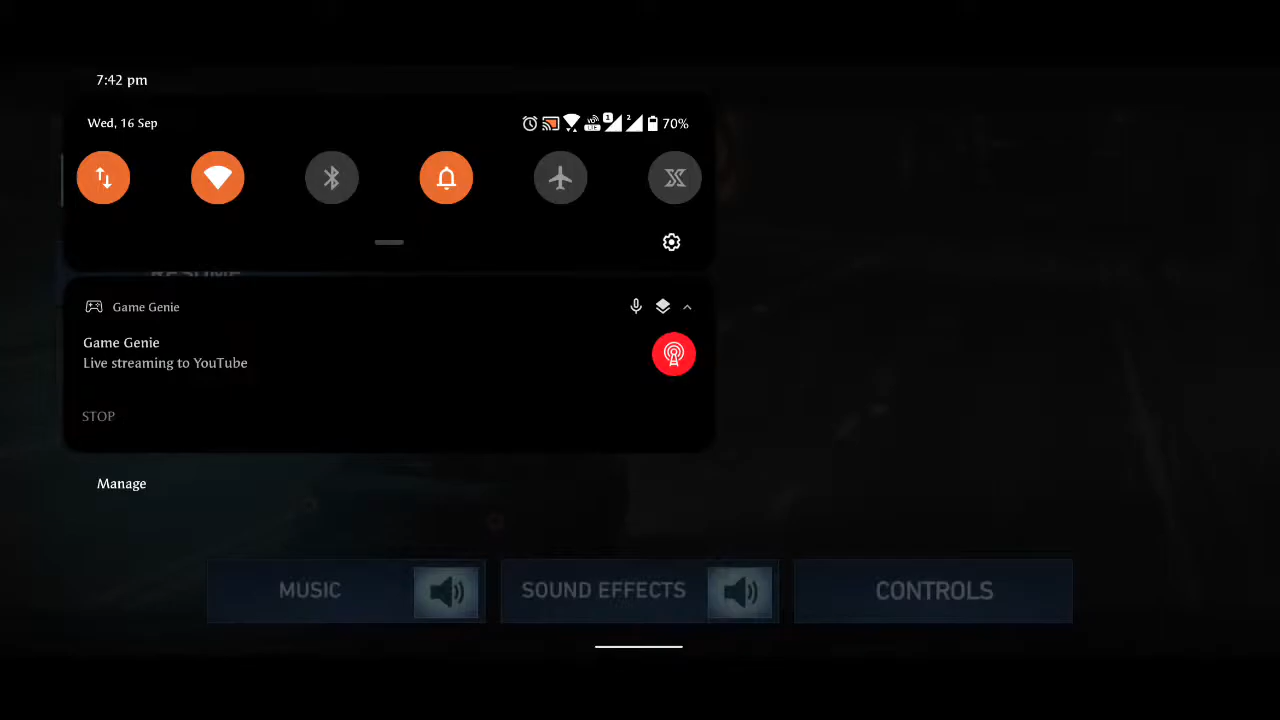 7:42 pm
Wed, 16 Sep
70%
RESUME
Game Genie
Game Genie
Live streaming to YouTube
STOP
Manage
MUSIC
SOUND EFFECTS
CONTROLS